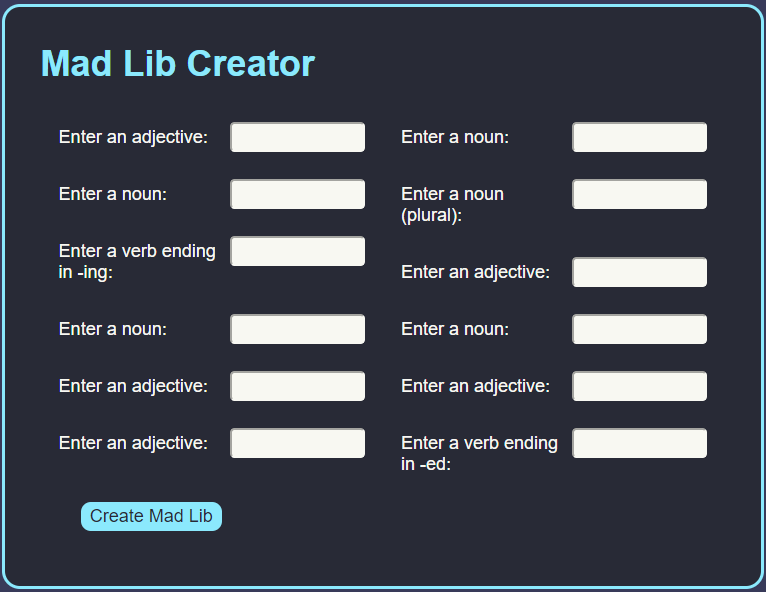 Mad Lib Creator
Enter an adjective:
Enter a noun:
Enter a verb ending
in -ing:
Enter a noun:
Enter an adjective:
Enter an adjective:
Enter a noun:
Enter a noun
(plural):
Enter an adjective:
Enter a noun:
Enter an adjective:
Enter a verb ending
in -ed:
Create Mad Lib